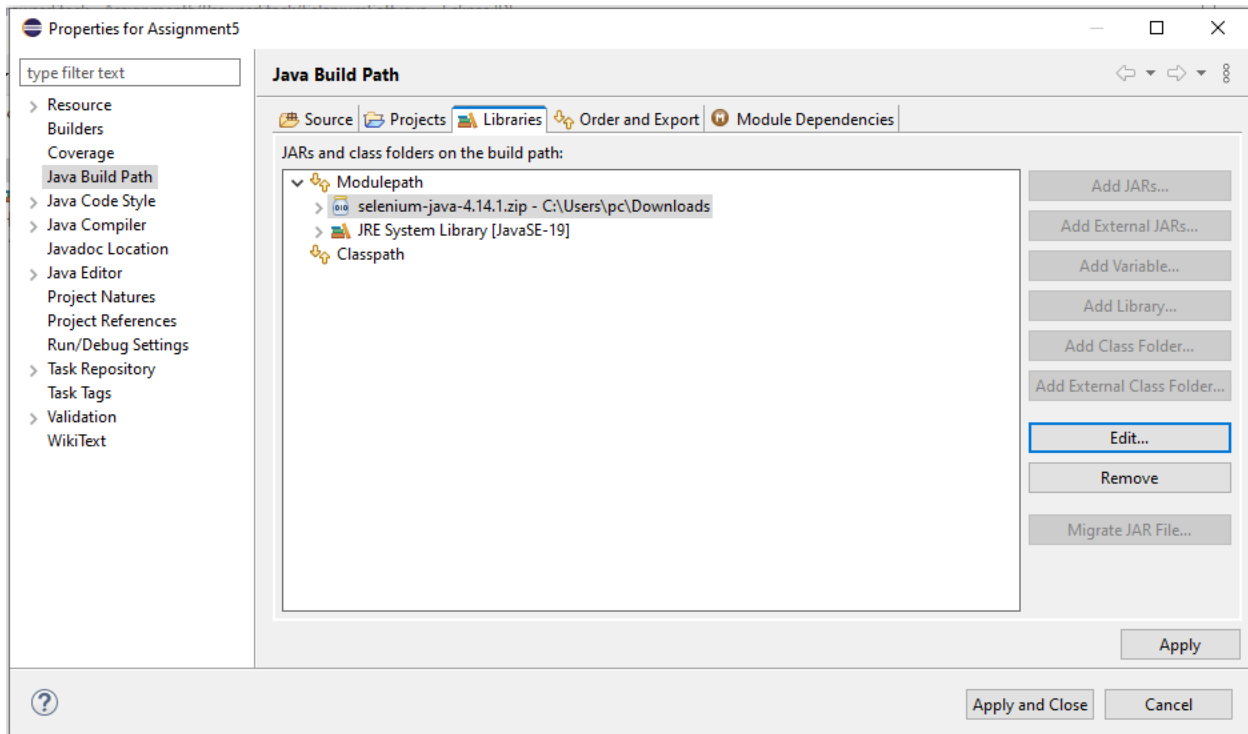 Properties for Assignment5
type filter text
Resource
Builders
Coverage
Java Build Path
Java Code Style
Java Compiler
Javadoc Location
Java Editor
Project Natures
Project References
Run/Debug Settings
Task Repository
Task Tags
Validation
WikiText
Java Build Path
Source Projects Libraries Order and Export Module Dependencies
JARs and class folders on the build path:
Modulepath
selenium-java-4.14.1.zip - C:\Users\pc\Downloads
JRE System Library [JavaSE-19]
Classpath
Add JARs...
Add External JARs...
Add Variable...
Add Library...
Add Class Folder...
Add External Class Folder...
Edit...
Remove
Migrate JAR File...
Apply
Apply and Close Cancel